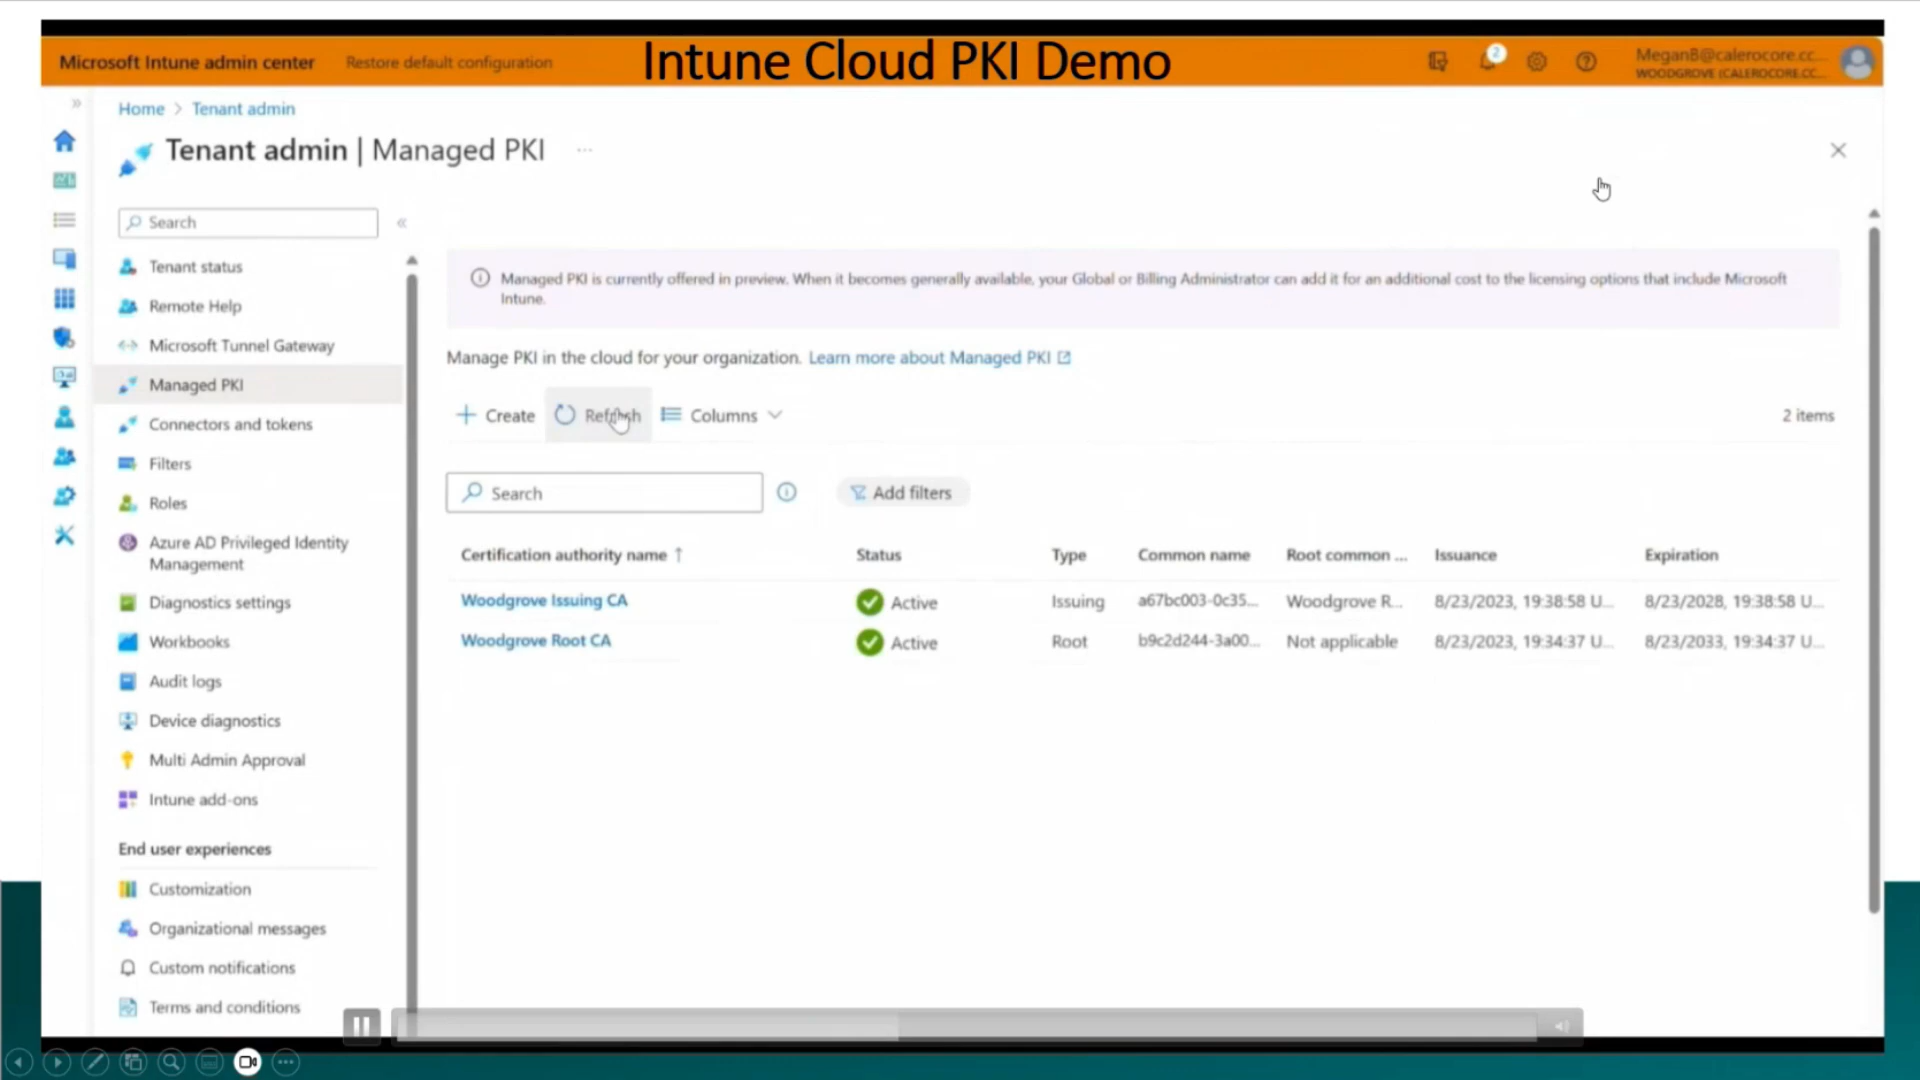 Intune Cloud PKI Demo
Microsoft Intune admin center
Restore default configuration
2
MeganB@calerocore.cc...
WOODGROVE (CALEROCORE.CC...
Home > Tenant admin
Tenant admin | Managed PKI ...
Search
Tenant status
Remote Help
Microsoft Tunnel Gateway
Managed PKI
Connectors and tokens
Filters
Roles
Azure AD Privileged Identity
Management
Diagnostics settings
Workbooks
Audit logs
Device diagnostics
Multi Admin Approval
Intune add-ons
End user experiences
Customization
Organizational messages
Custom notifications
Terms and conditions
Managed PKI is currently offered in preview. When it becomes generally available, your Global or Billing Administrator can add it for an additional cost to the licensing options that include Microsoft
Intune.
Manage PKI in the cloud for your organization. Learn more about Managed PKI
Create Refresh Columns 2 items
Search Add filters
Certification authority name ↑ Status Type Common name Root common ... Issuance Expiration
Woodgrove Issuing CA Active Issuing a67bc003-0c35... Woodgrove R... 8/23/2023, 19:38:58 U... 8/23/2028, 19:38:58 U...
Woodgrove Root CA Active Root b9c2d244-3a00... Not applicable 8/23/2023, 19:34:37 U... 8/23/2033, 19:34:37 U...